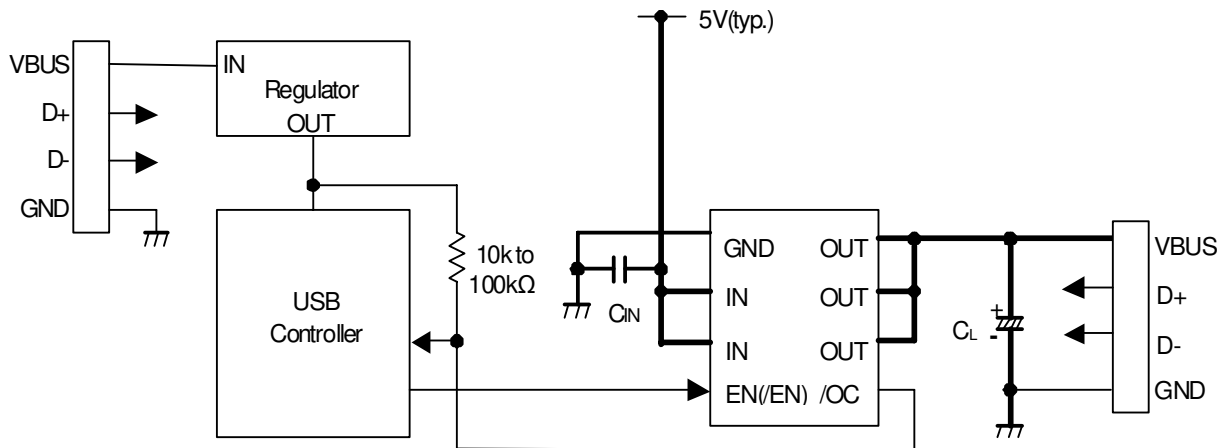 5V(typ.)
VBUS
D+
D-
GND
IN
Regulator
OUT
10k to
100kΩ
USB
Controller
CIN
GND OUT
IN OUT
IN OUT
EN(/EN) /OC
+
CL
-
VBUS
D+
D-
GND